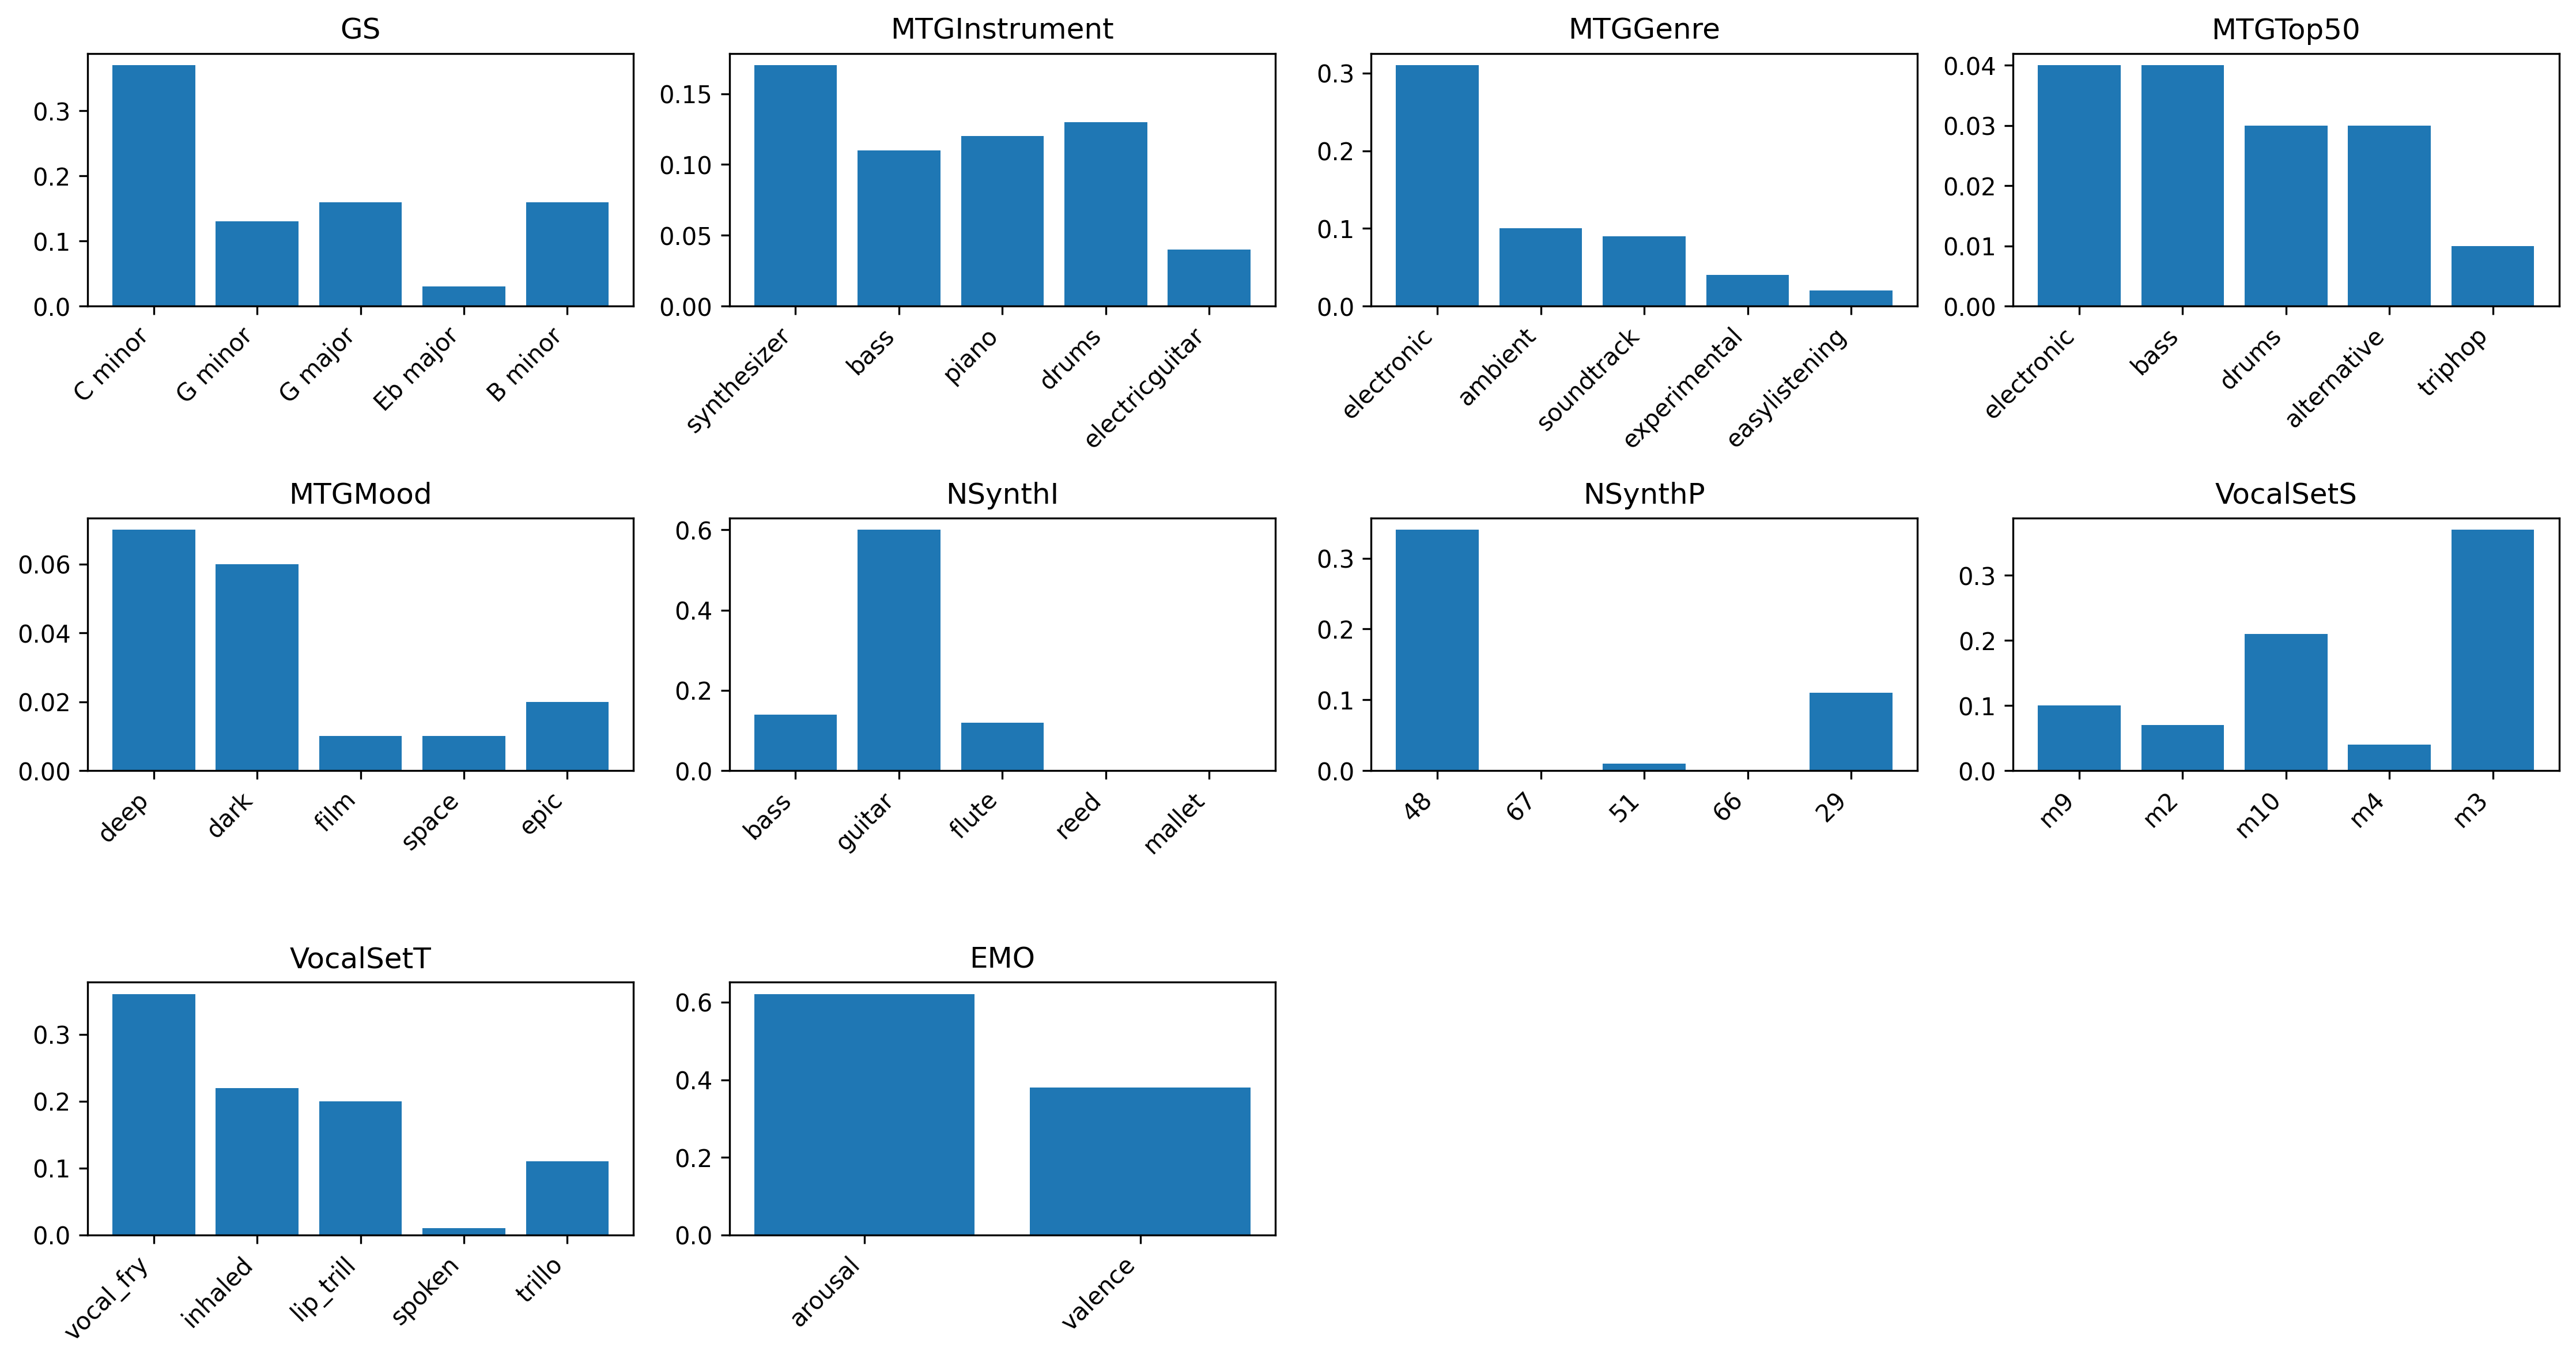 GS
0.3
0.2
0.1
0.0
C minor
G minor
G major
Eb major
B minor
MTGInstrument
0.15
0.10
0.05
0.00
synthesizer
bass
piano
drums
electricguitar
MTGGenre
0.3
0.2
0.1
0.0
electronic
ambient
soundtrack
experimental
easylistening
MTGTop50
0.04
0.03
0.02
0.01
0.00
electronic
bass
drums
alternative
triphop
MTGMood
0.06
0.04
0.02
0.00
deep
dark
film
space
epic
NSynthI
0.6
0.4
0.2
0.0
bass
guitar
flute
reed
mallet
NSynthP
0.3
0.2
0.1
0.0
48
67
51
66
29
VocalSetS
0.3
0.2
0.1
0.0
m9
m2
m10
m4
m3
VocalSetT
0.3
0.2
0.1
0.0
vocal_fry
inhaled
lip_trill
spoken
trillo
EMO
0.6
0.4
0.2
0.0
arousal
valence